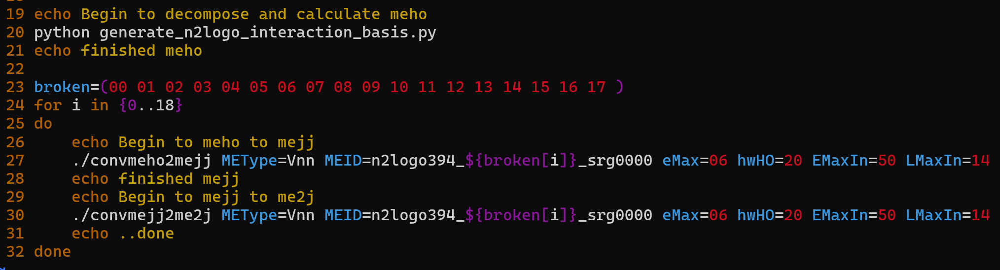 19 echo Begin to decompose and calculate meho
20 python generate_n2logo_interaction_basis.py
21 echo finished meho
22
23 broken=(00 01 02 03 04 05 06 07 08 09 10 11 12 13 14 15 16 17 )
24 for i in {0..18}
25 do
26     echo Begin to meho to mejj
27     ./convmeho2mejj METype=Vnn MEID=n2logo394_${broken[i]}_srg0000 eMax=06 hwHO=20 EMaxIn=50 LMaxIn=14
28     echo finished mejj
29     echo Begin to mejj to me2j
30     ./convmejj2me2j METype=Vnn MEID=n2logo394_${broken[i]}_srg0000 eMax=06 hwHO=20 EMaxIn=50 LMaxIn=14
31     echo ..done
32 done